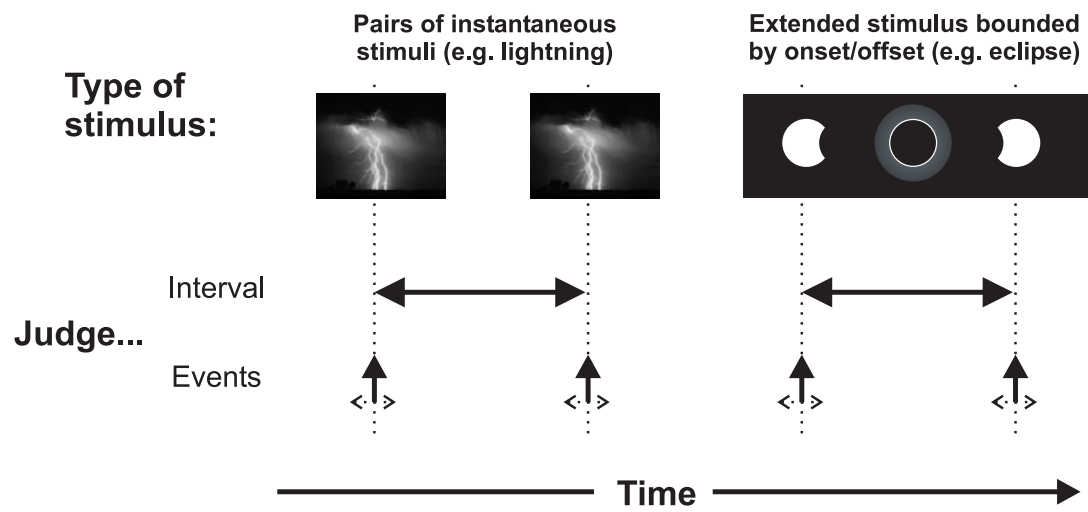 Pairs of instantaneous
stimuli (e.g. lightning)
Extended stimulus bounded
by onset/offset (e.g. eclipse)
Type of
stimulus:
Interval
Judge...
Events
Time